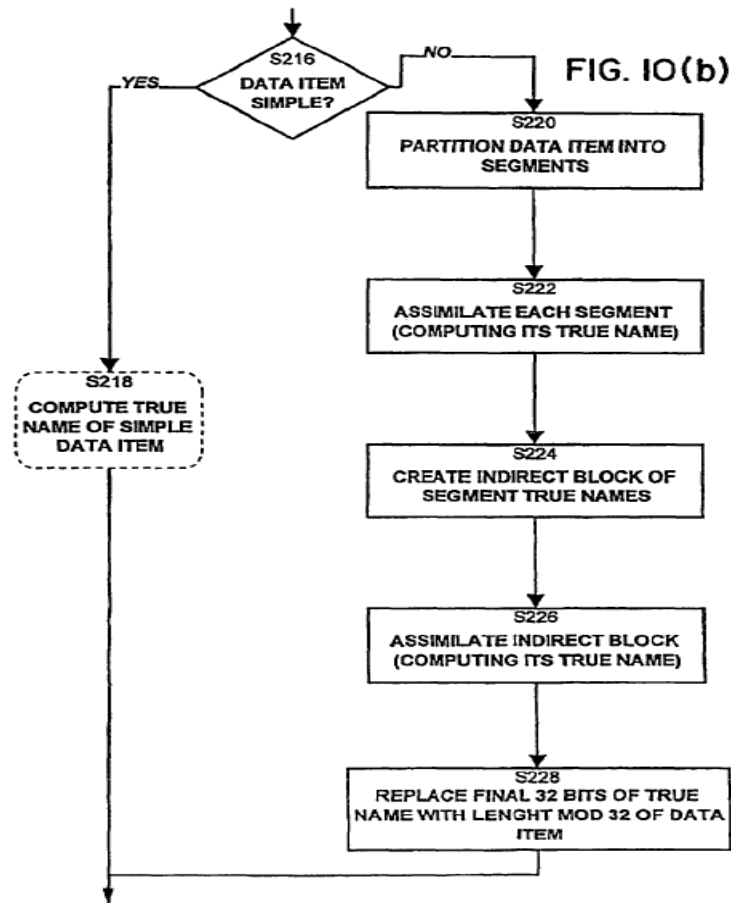 FIG. 10(b)
S216
DATA ITEM
SIMPLE?
YES
NO
S220
PARTITION DATA ITEM INTO
SEGMENTS
S222
ASSIMILATE EACH SEGMENT
(COMPUTING ITS TRUE NAME)
S218
COMPUTE TRUE
NAME OF SIMPLE
DATA ITEM
S224
CREATE INDIRECT BLOCK OF
SEGMENT TRUE NAMES
S226
ASSIMILATE INDIRECT BLOCK
(COMPUTING ITS TRUE NAME)
S228
REPLACE FINAL 32 BITS OF TRUE
NAME WITH LENGHT MOD 32 OF DATA
ITEM